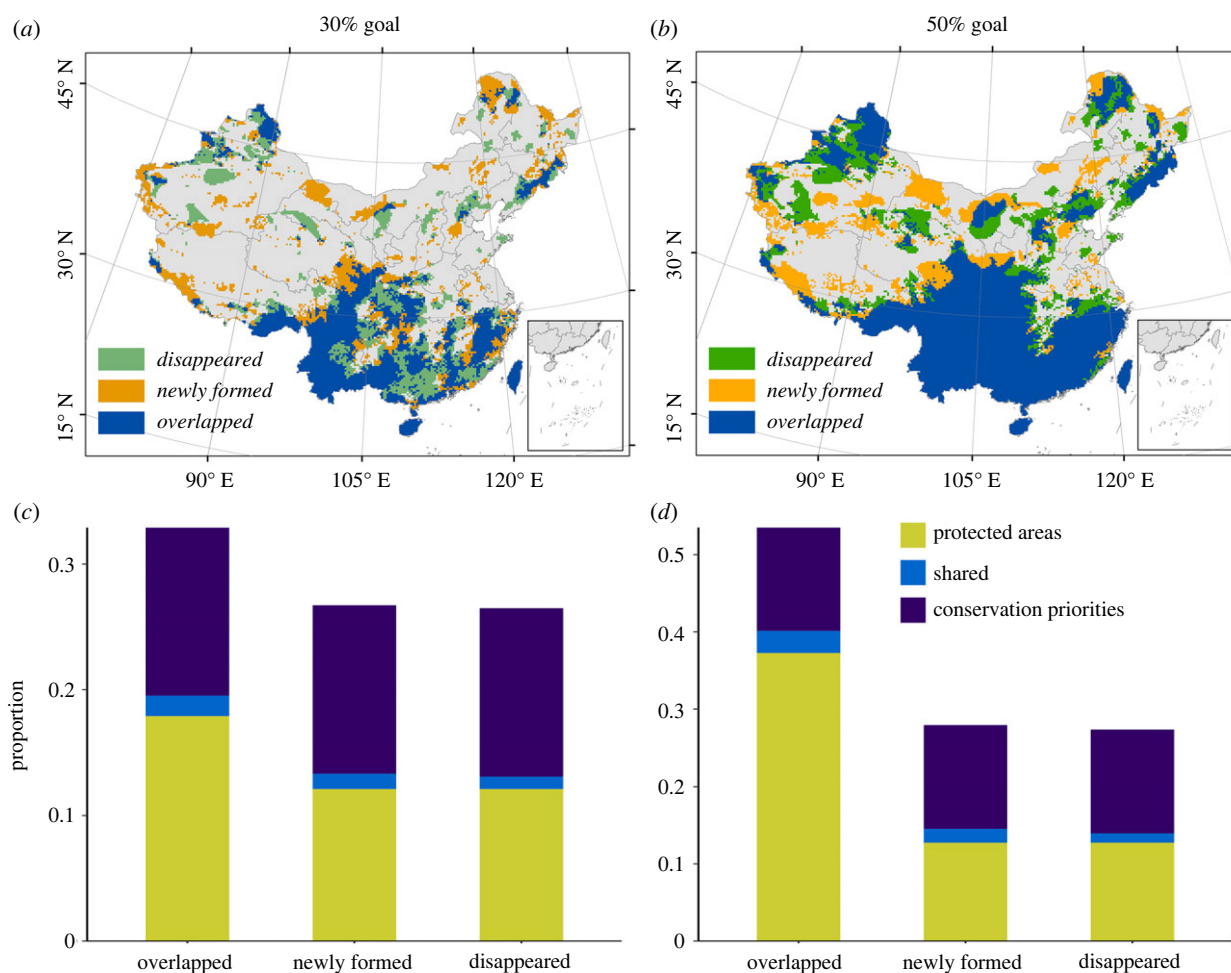 (a)
30% goal
45° N
30° N
15° N
disappeared
newly formed
overlapped
90° E
105° E
120° E
(b)
50% goal
45° N
30° N
15° N
disappeared
newly formed
overlapped
90° E
105° E
120° E
(c)
proportion
0.3
0.2
0.1
0
overlapped
newly formed
disappeared
(d)
0.5
0.4
0.3
0.2
0.1
0
protected areas
shared
conservation priorities
overlapped
newly formed
disappeared